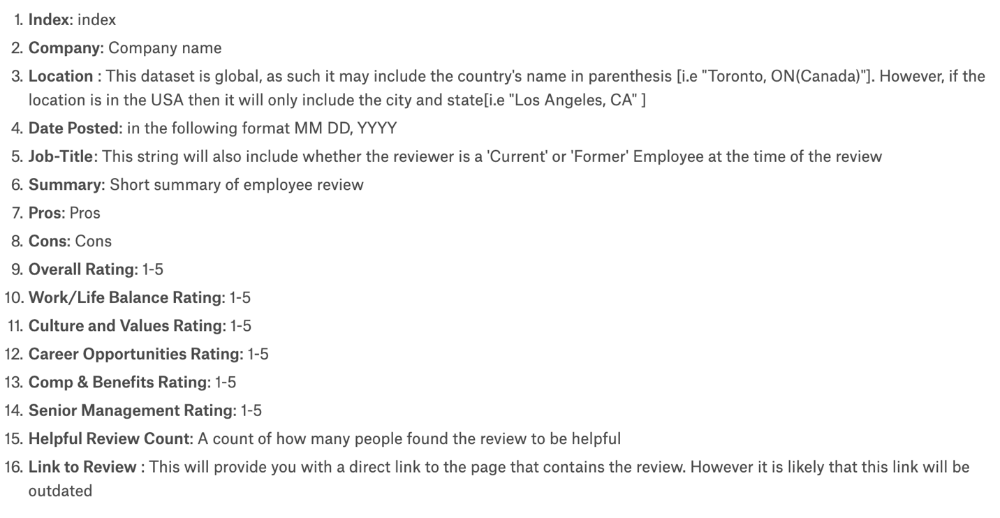 1. Index: index
2. Company: Company name
3. Location : This dataset is global, as such it may include the country's name in parenthesis [i.e "Toronto, ON(Canada)"]. However, if the
location is in the USA then it will only include the city and state[i.e "Los Angeles, CA" ]
4. Date Posted: in the following format MM DD, YYYY
5. Job-Title: This string will also include whether the reviewer is a 'Current' or 'Former' Employee at the time of the review
6. Summary: Short summary of employee review
7. Pros: Pros
8. Cons: Cons
9. Overall Rating: 1-5
10. Work/Life Balance Rating: 1-5
11. Culture and Values Rating: 1-5
12. Career Opportunities Rating: 1-5
13. Comp & Benefits Rating: 1-5
14. Senior Management Rating: 1-5
15. Helpful Review Count: A count of how many people found the review to be helpful
16. Link to Review : This will provide you with a direct link to the page that contains the review. However it is likely that this link will be
outdated